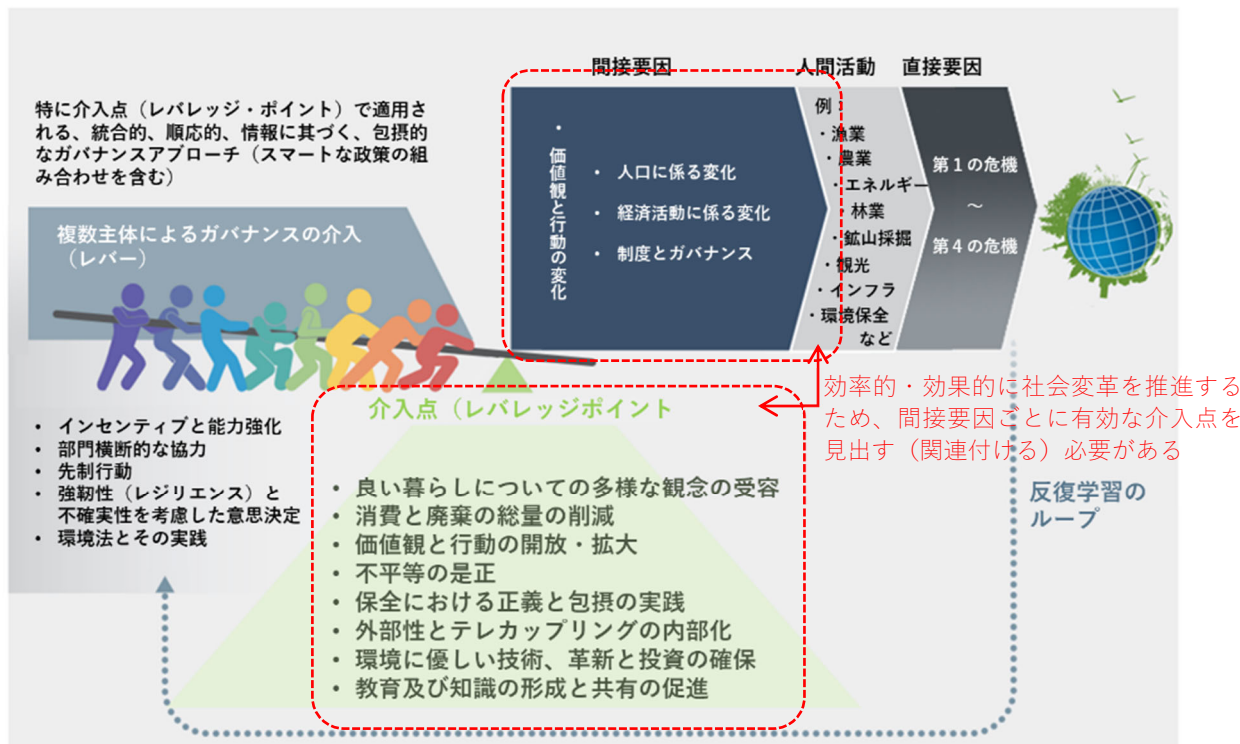 間接要因
人間活動
直接要因
特に介入点（レバレッジ・ポイント）で適用さ
れる、統合的、順応的、情報に基づく、包摂的
なガバナンスアプローチ（スマートな政策の組
み合わせを含む）
複数主体によるガバナンスの介入
（レバー）
・価値観と行動の変化
• 人口に係る変化
• 経済活動に係る変化
• 制度とガバナンス
例
・漁業
・農業
・エネルギー
・林業
・鉱山採掘
・観光
・インフラ
・環境保全
など
第１の危機
～
第４の危機
• インセンティブと能力強化
• 部門横断的な協力
• 先制行動
• 強靭性（レジリエンス）と
不確実性を考慮した意思決定
• 環境法とその実践
介入点（レバレッジポイント
• 良い暮らしについての多様な観念の受容
• 消費と廃棄の総量の削減
• 価値観と行動の開放・拡大
• 不平等の是正
• 保全における正義と包摂の実践
• 外部性とテレカップリングの内部化
• 環境に優しい技術、革新と投資の確保
• 教育及び知識の形成と共有の促進
効率的・効果的に社会変革を推進する
ため、間接要因ごとに有効な介入点を
見出す（関連付ける）必要がある
反復学習の
ループ